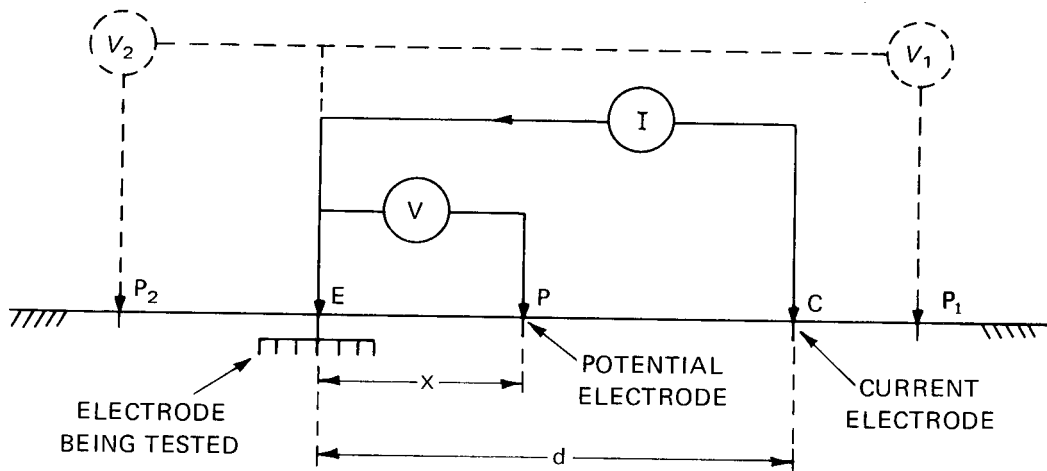 V₂
V₁
I
V
P₂
E
P
C
P₁
x
POTENTIAL
ELECTRODE
CURRENT
ELECTRODE
ELECTRODE
BEING TESTED
d